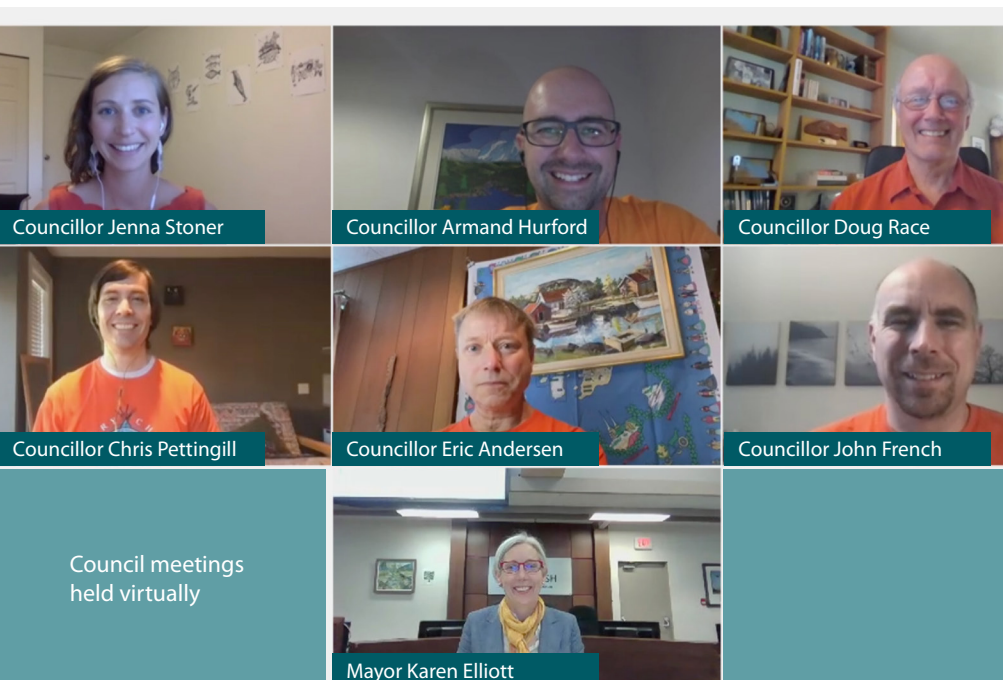 Councillor Jenna Stoner
Councillor Armand Hurford
Councillor Doug Race
Councillor Chris Pettingill
Councillor Eric Andersen
Councillor John French
Council meetings
held virtually
Mayor Karen Elliott